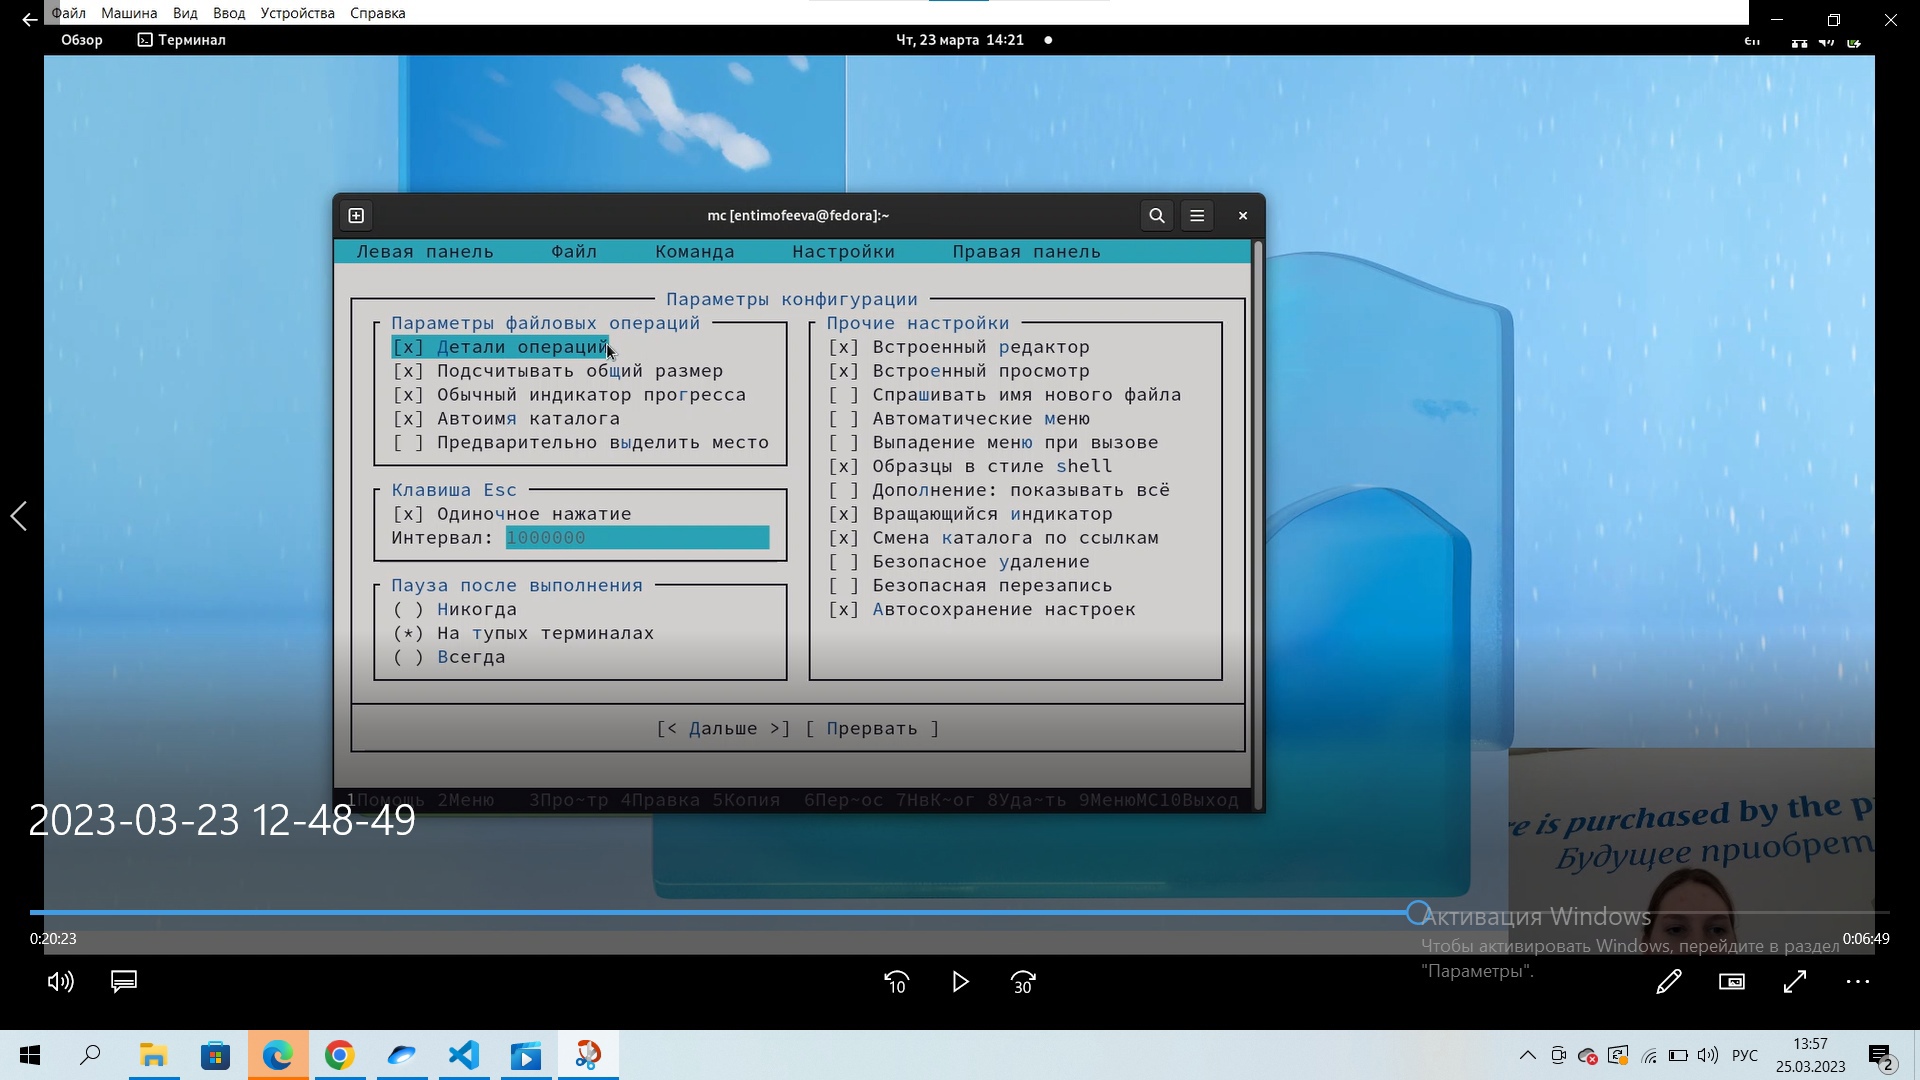 Файл Машина Вид Ввод Устройства Справка
Обзор Терминал Чт, 23 марта 14:21 en
mc [entimofeeva@fedora]:~
Левая панель Файл Команда Настройки Правая панель
Параметры конфигурации
Параметры файловых операций
[x] Детали операций
[x] Подсчитывать общий размер
[x] Обычный индикатор прогресса
[x] Автоимя каталога
[ ] Предварительно выделить место
Клавиша Esc
[x] Одиночное нажатие
Интервал: 1000000
Пауза после выполнения
( ) Никогда
(*) На тупых терминалах
( ) Всегда
Прочие настройки
[x] Встроенный редактор
[x] Встроенный просмотр
[ ] Спрашивать имя нового файла
[ ] Автоматические меню
[ ] Выпадение меню при вызове
[x] Образцы в стиле shell
[ ] Дополнение: показывать всё
[x] Вращающийся индикатор
[x] Смена каталога по ссылкам
[ ] Безопасное удаление
[ ] Безопасная перезапись
[x] Автосохранение настроек
[< Дальше >] [ Прервать ]
1Помощь 2Меню 3Про~тр 4Правка 5Копия 6Пер~ос 7НвК~ог 8Уда~ть 9МенюMC10Выход
2023-03-23 12-48-49
re is purchased by the p
Будущее приобрет
Активация Windows
Чтобы активировать Windows, перейдите в раздел
"Параметры".
0:20:23 0:06:49
10 30
РУС 13:57
25.03.2023
2